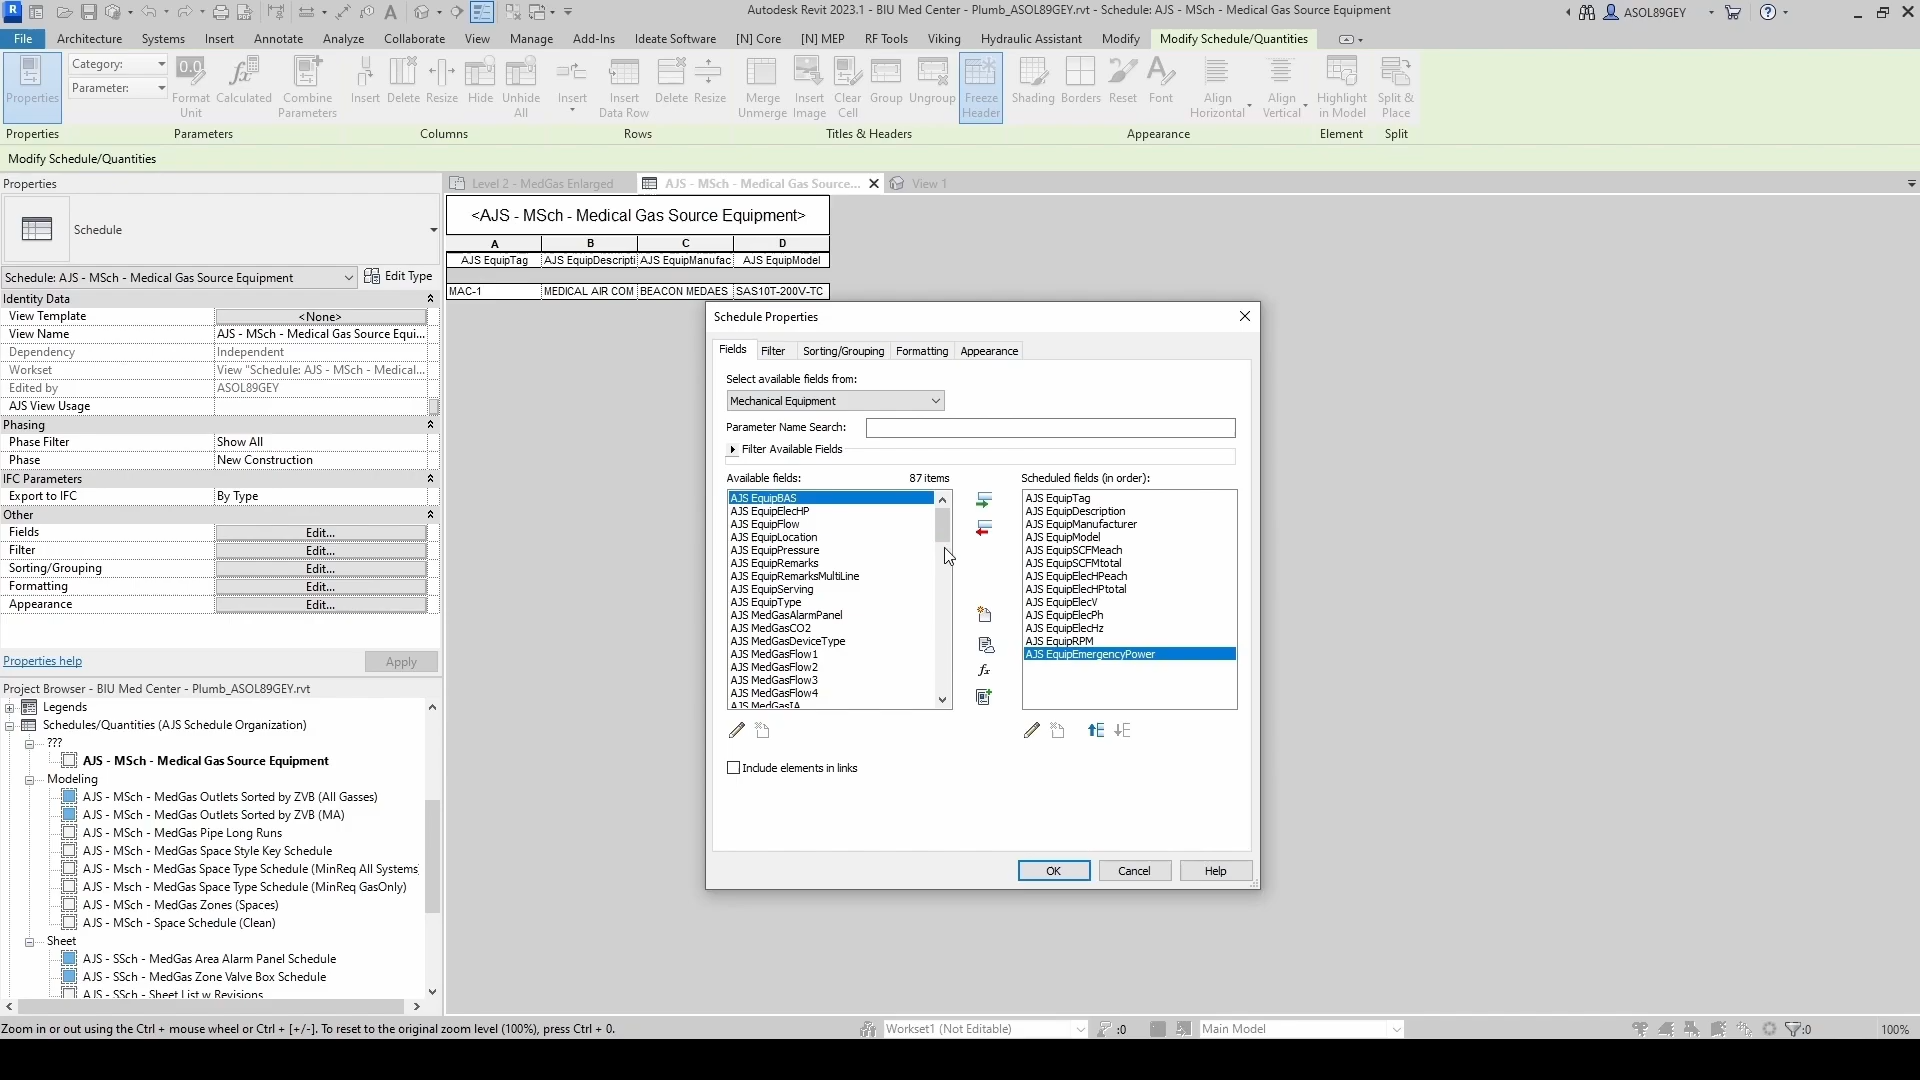 Autodesk Revit 2023.1 - BIU Med Center - Plumb_ASOL89GEY.rvt - Schedule: AJS - MSch - Medical Gas Source Equipment
ASOL89GEY
File Architecture Systems Insert Annotate Analyze Collaborate View Manage Add-Ins Ideate Software [N] Core [N] MEP RF Tools Viking Hydraulic Assistant Modify Modify Schedule/Quantities
Category:
Parameter:
Properties
Format Unit
Calculated
Combine Parameters
Insert
Delete
Resize
Hide
Unhide All
Insert
Insert Data Row
Delete
Resize
Merge Unmerge
Insert Image
Clear Cell
Group
Ungroup
Freeze Header
Shading
Borders
Reset
Font
Align Horizontal
Align Vertical
Highlight in Model
Split & Place
Properties Parameters Columns Rows Titles & Headers Appearance Element Split
Modify Schedule/Quantities
Properties
Level 2 - MedGas Enlarged
AJS - MSch - Medical Gas Source...
View 1
Schedule
Schedule: AJS - MSch - Medical Gas Source Equipment
Edit Type
Identity Data
View Template <None>
View Name AJS - MSch - Medical Gas Source Equi...
Dependency Independent
Workset View "Schedule: AJS - MSch - Medical...
Edited by ASOL89GEY
AJS View Usage
Phasing
Phase Filter Show All
Phase New Construction
IFC Parameters
Export to IFC By Type
Other
Fields Edit...
Filter Edit...
Sorting/Grouping Edit...
Formatting Edit...
Appearance Edit...
Properties help
Apply
<AJS - MSch - Medical Gas Source Equipment>
A B C D
AJS EquipTag AJS EquipDescripti AJS EquipManufac AJS EquipModel
MAC-1 MEDICAL AIR COM BEACON MEDAES SAS10T-200V-TC
Schedule Properties
Fields Filter Sorting/Grouping Formatting Appearance
Select available fields from:
Mechanical Equipment
Parameter Name Search:
Filter Available Fields
Available fields: 87 items
AJS EquipBAS
AJS EquipElecHP
AJS EquipFlow
AJS EquipLocation
AJS EquipPressure
AJS EquipRemarks
AJS EquipRemarksMultiLine
AJS EquipServing
AJS EquipType
AJS MedGasAlarmPanel
AJS MedGasCO2
AJS MedGasDeviceType
AJS MedGasFlow1
AJS MedGasFlow2
AJS MedGasFlow3
AJS MedGasFlow4
AJS MedGasIA
Scheduled fields (in order):
AJS EquipTag
AJS EquipDescription
AJS EquipManufacturer
AJS EquipModel
AJS EquipSCFMeach
AJS EquipSCFMtotal
AJS EquipElecHPeach
AJS EquipElecHPtotal
AJS EquipElecV
AJS EquipElecPh
AJS EquipElecHz
AJS EquipRPM
AJS EquipEmergencyPower
Include elements in links
OK Cancel Help
Project Browser - BIU Med Center - Plumb_ASOL89GEY.rvt
Legends
Schedules/Quantities (AJS Schedule Organization)
???
AJS - MSch - Medical Gas Source Equipment
Modeling
AJS - MSch - MedGas Outlets Sorted by ZVB (All Gasses)
AJS - MSch - MedGas Outlets Sorted by ZVB (MA)
AJS - MSch - MedGas Pipe Long Runs
AJS - MSch - MedGas Space Style Key Schedule
AJS - MSch - MedGas Space Type Schedule (MinReq All Systems)
AJS - MSch - MedGas Space Type Schedule (MinReq GasOnly)
AJS - MSch - MedGas Zones (Spaces)
AJS - MSch - Space Schedule (Clean)
Sheet
AJS - SSch - MedGas Area Alarm Panel Schedule
AJS - SSch - MedGas Zone Valve Box Schedule
AJS - SSch - Sheet List w Revisions
Zoom in or out using the Ctrl + mouse wheel or Ctrl + [+/-]. To reset to the original zoom level (100%), press Ctrl + 0.
Workset1 (Not Editable)
:0
Main Model
:0
100%